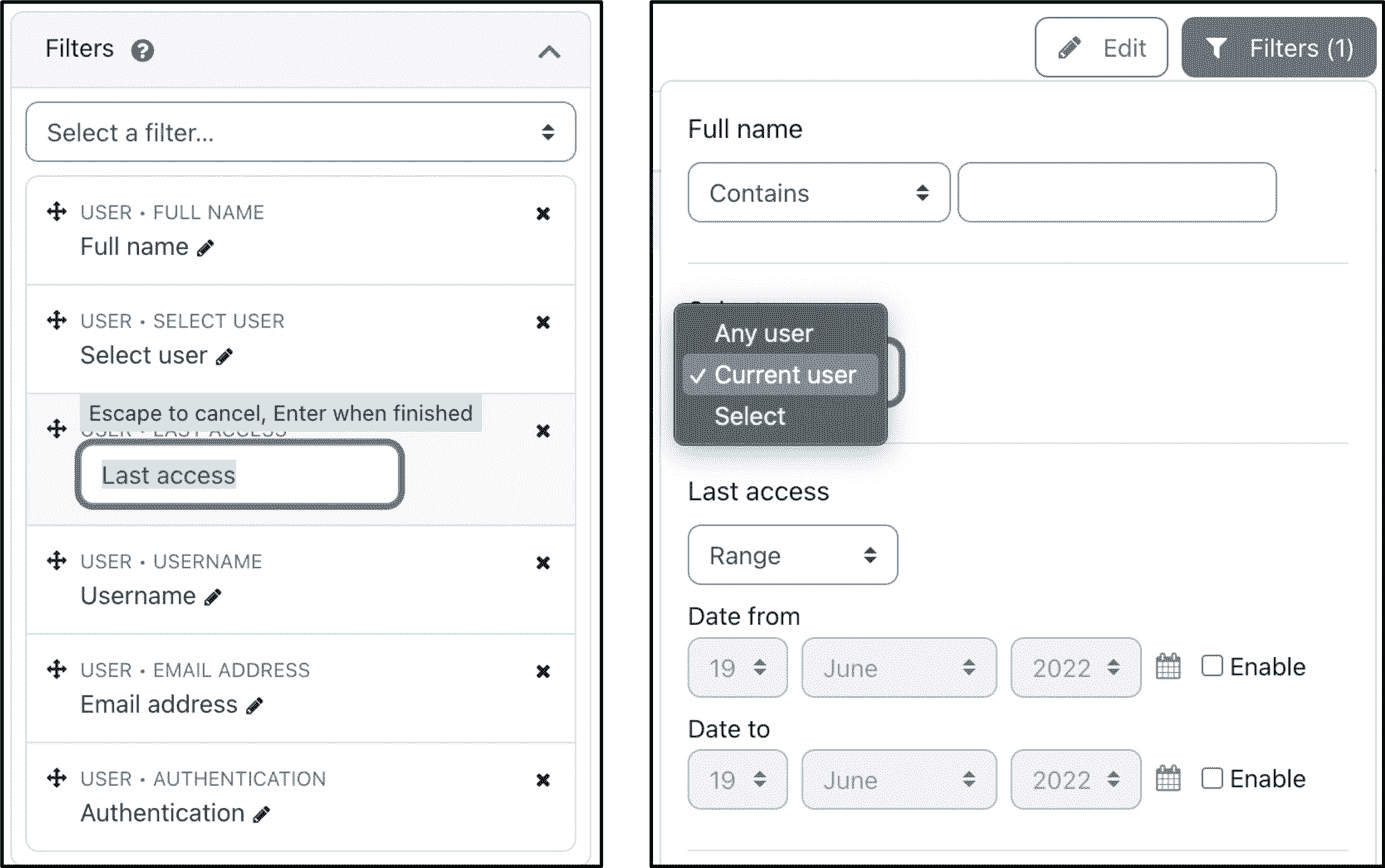 Filters
Select a filter...
USER • FULL NAME
Full name
USER • SELECT USER
Select user
Escape to cancel, Enter when finished
USER • LAST ACCESS
Last access
USER • USERNAME
Username
USER • EMAIL ADDRESS
Email address
USER • AUTHENTICATION
Authentication
Edit
Filters (1)
Full name
Contains
Any user
Current user
Select
Last access
Range
Date from
19 June 2022 Enable
Date to
19 June 2022 Enable